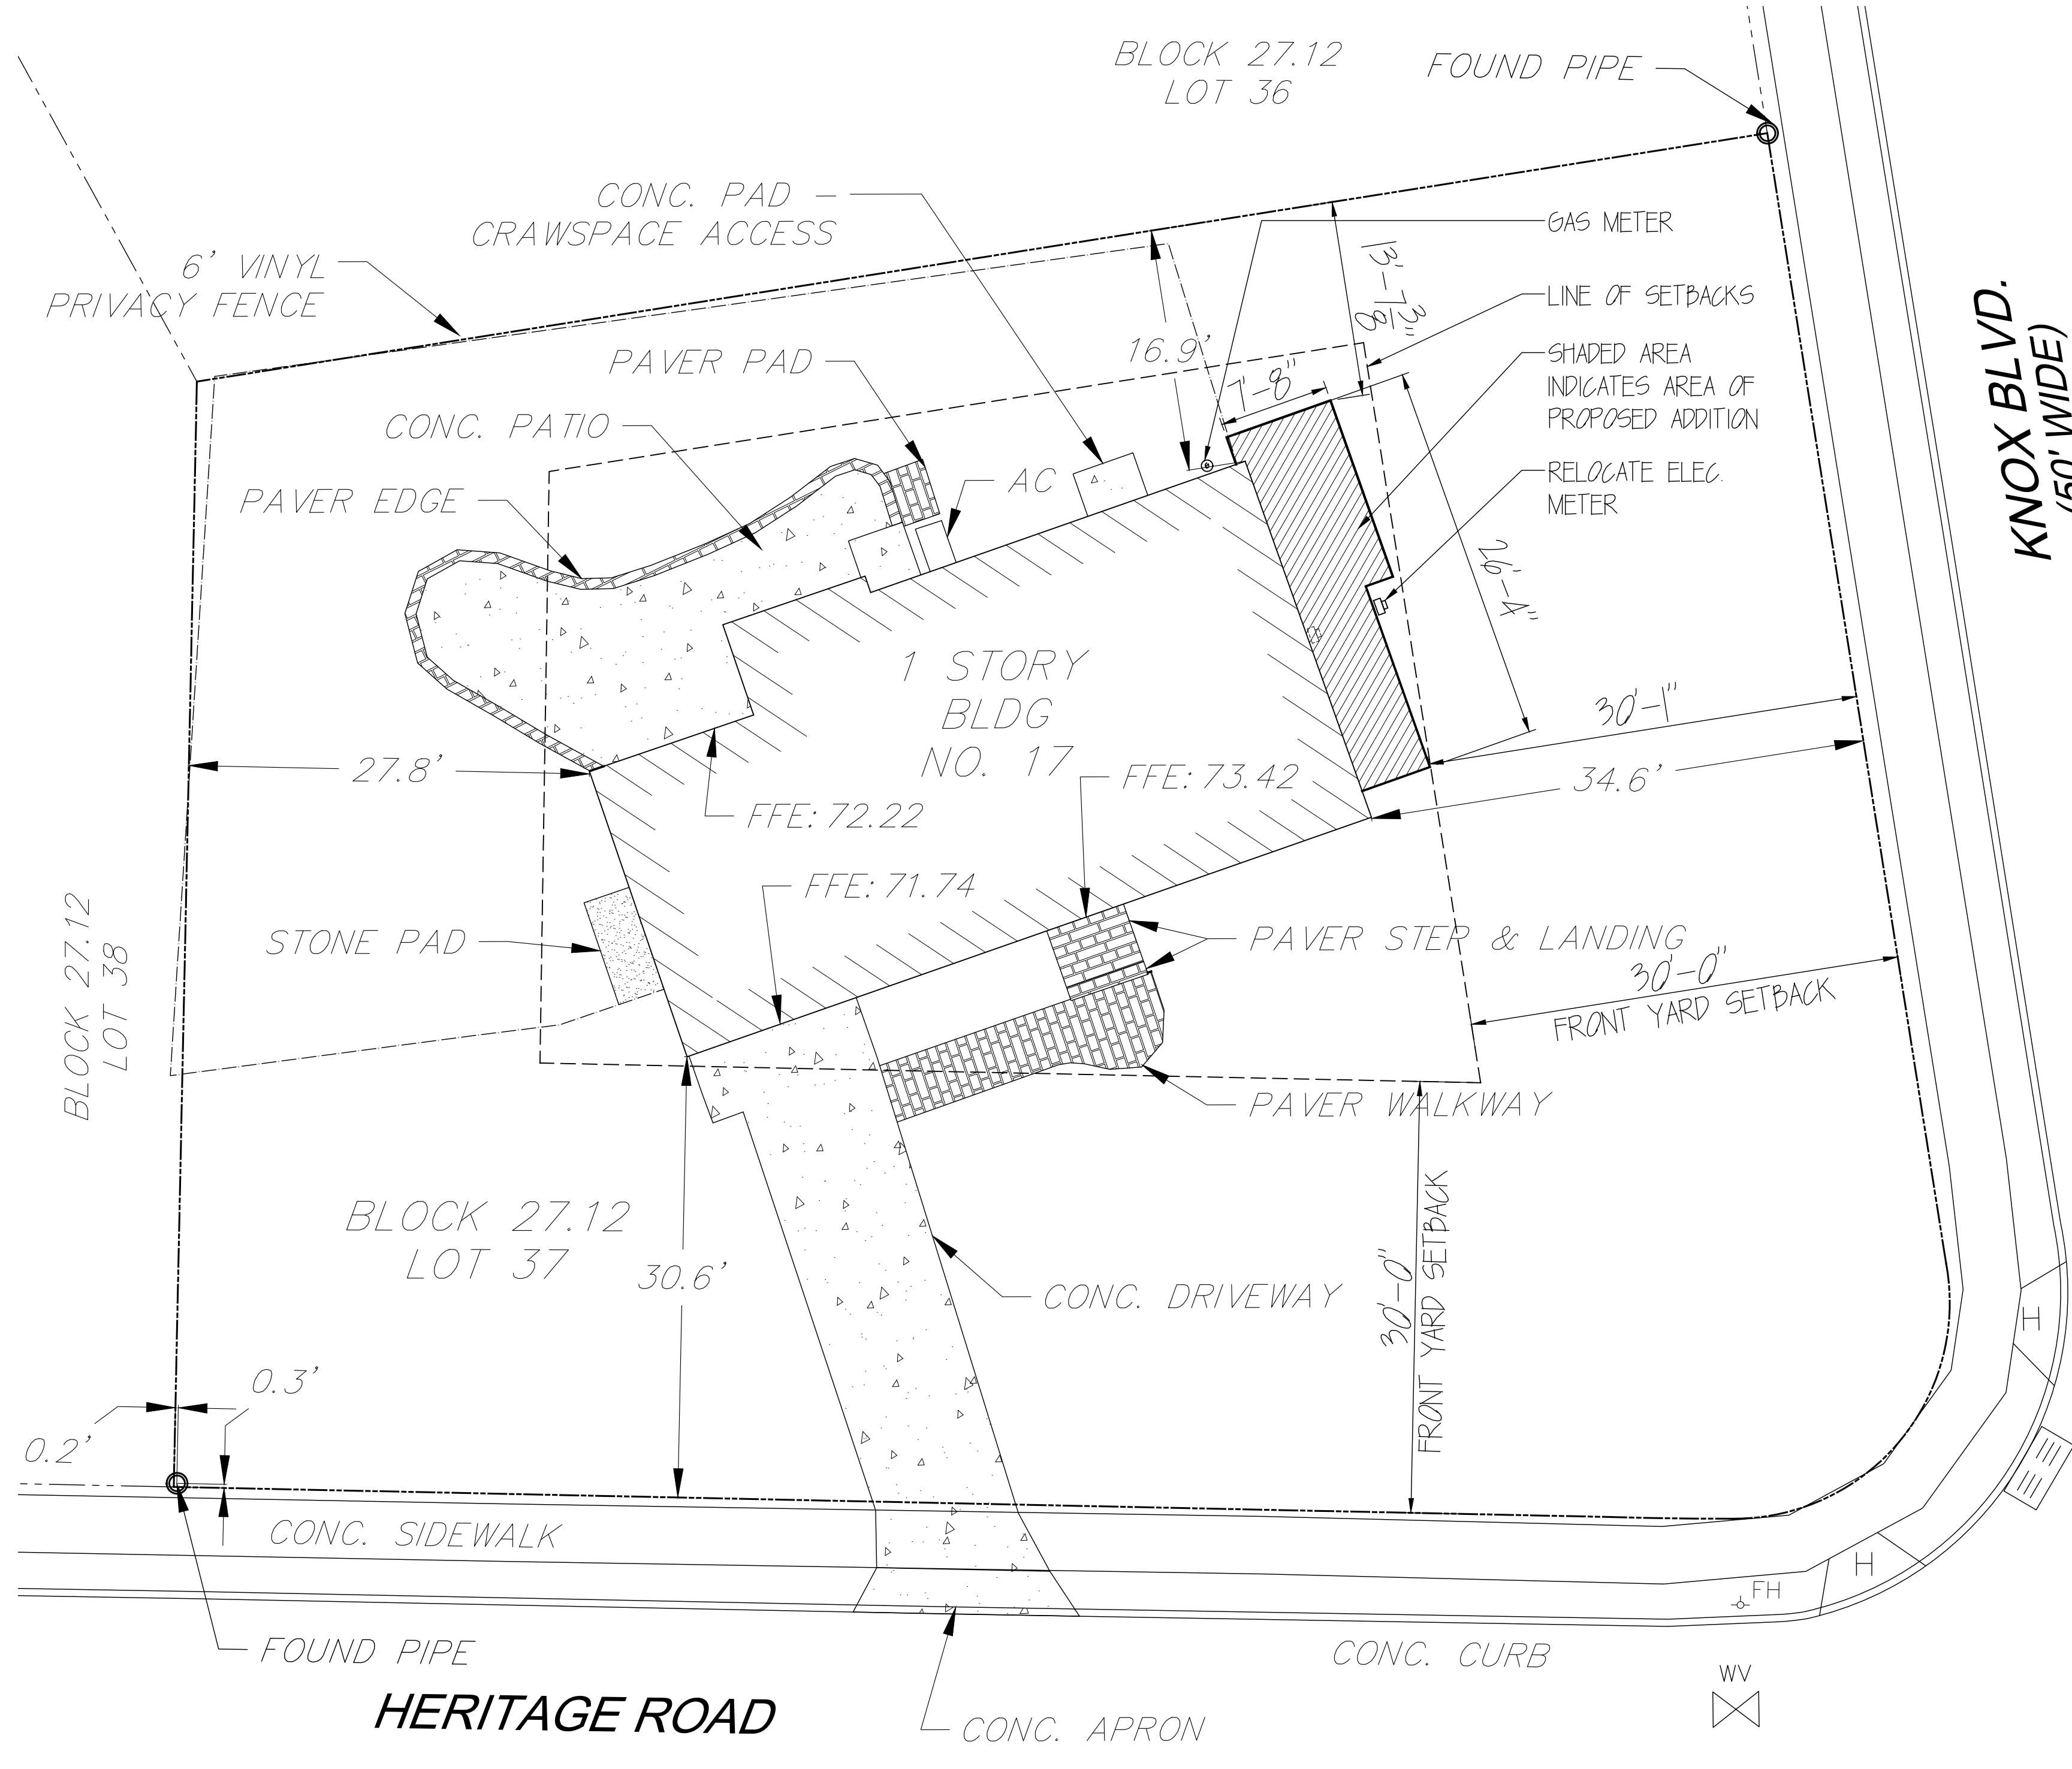 BLOCK 27.12
LOT 36
FOUND PIPE
CONC. PAD –
CRAWSPACE ACCESS
6' VINYL
PRIVACY FENCE
GAS METER
13'-7 3/8"
LINE OF SETBACKS
16.9'
7'-8"
SHADED AREA
INDICATES AREA OF
PROPOSED ADDITION
PAVER PAD
CONC. PATIO
RELOCATE ELEC.
METER
AC
PAVER EDGE
KNOX BLVD.
(50' WIDE)
26'-4"
1 STORY
BLDG
NO. 17
30'-1"
27.8'
FFE: 73.42
34.6'
FFE: 72.22
FFE: 71.74
STONE PAD
PAVER STEP & LANDING
30'-0"
FRONT YARD SETBACK
BLOCK 27.12
LOT 38
PAVER WALKWAY
BLOCK 27.12
LOT 37
30.6'
30'-0"
FRONT YARD SETBACK
CONC. DRIVEWAY
H
0.3'
0.2'
CONC. SIDEWALK
H
FH
FOUND PIPE
CONC. CURB
WV
HERITAGE ROAD
CONC. APRON